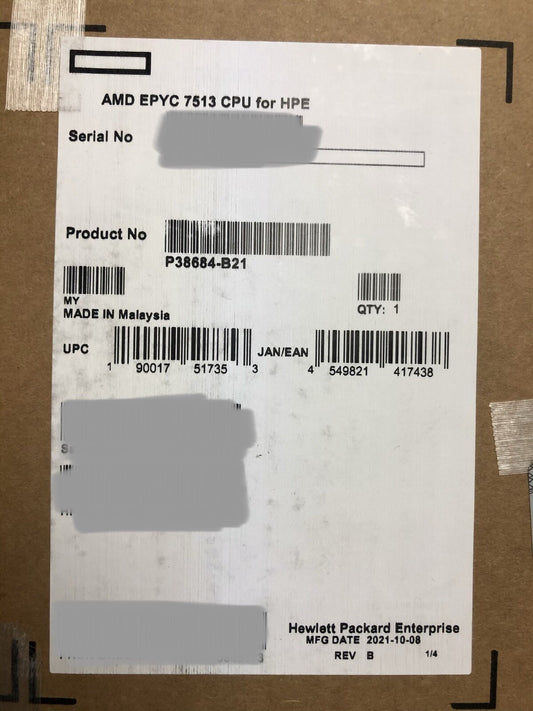 AMD EPYC 7513 CPU for HPE
Serial No
Product No
P38684-B21
MY
MADE IN Malaysia
QTY: 1
UPC
1 90017 51735 3
JAN/EAN
4 549821 417438
Hewlett Packard Enterprise
MFG DATE 2021-10-08
REV B 1/4